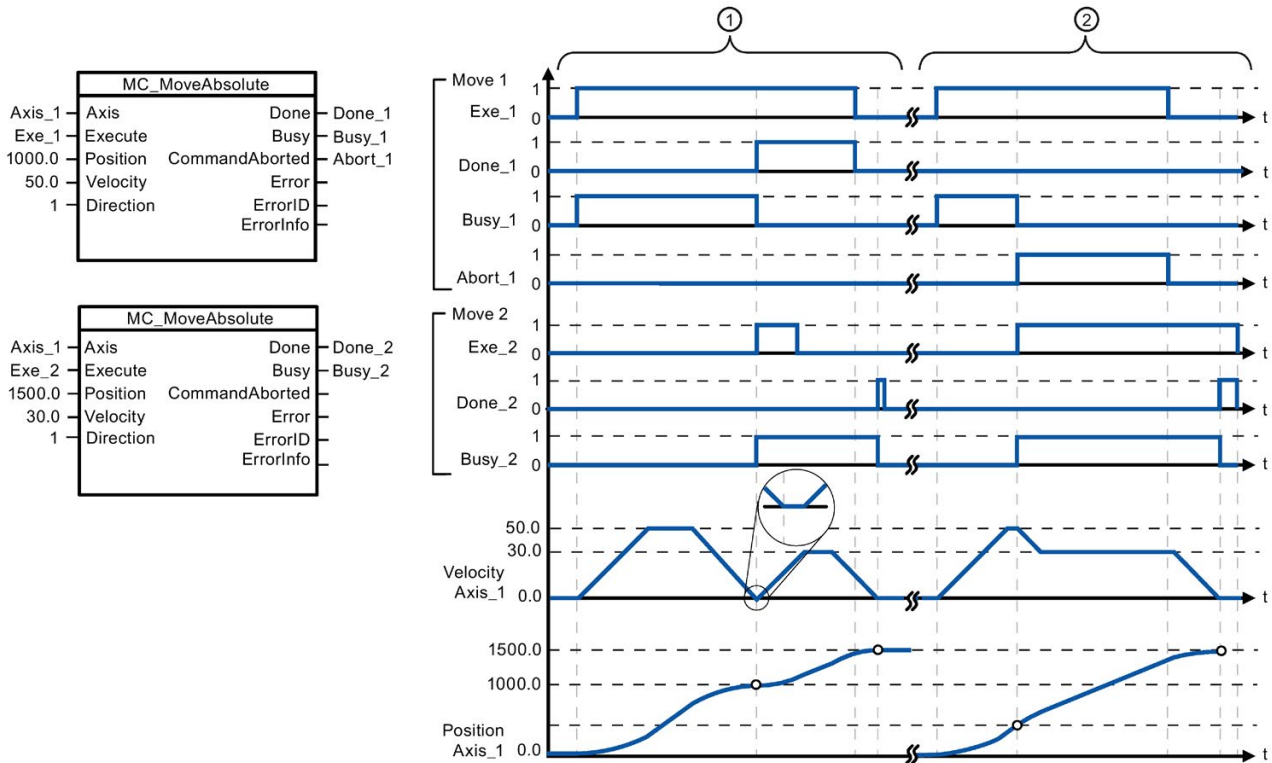 1
2
MC_MoveAbsolute
Axis_1 Axis Done Done_1
Exe_1 Execute Busy Busy_1
1000.0 Position CommandAborted Abort_1
50.0 Velocity Error
1 Direction ErrorID
ErrorInfo
MC_MoveAbsolute
Axis_1 Axis Done Done_2
Exe_2 Execute Busy Busy_2
1500.0 Position CommandAborted
30.0 Velocity Error
1 Direction ErrorID
ErrorInfo
Move 1
1
Exe_1 0 t
1
Done_1 0 t
1
Busy_1 0 t
1
Abort_1 0 t
Move 2
1
Exe_2 0 t
1
Done_2 0 t
1
Busy_2 0 t
50.0
30.0
Velocity
Axis_1 0.0 t
1500.0
1000.0
Position
Axis_1 0.0 t